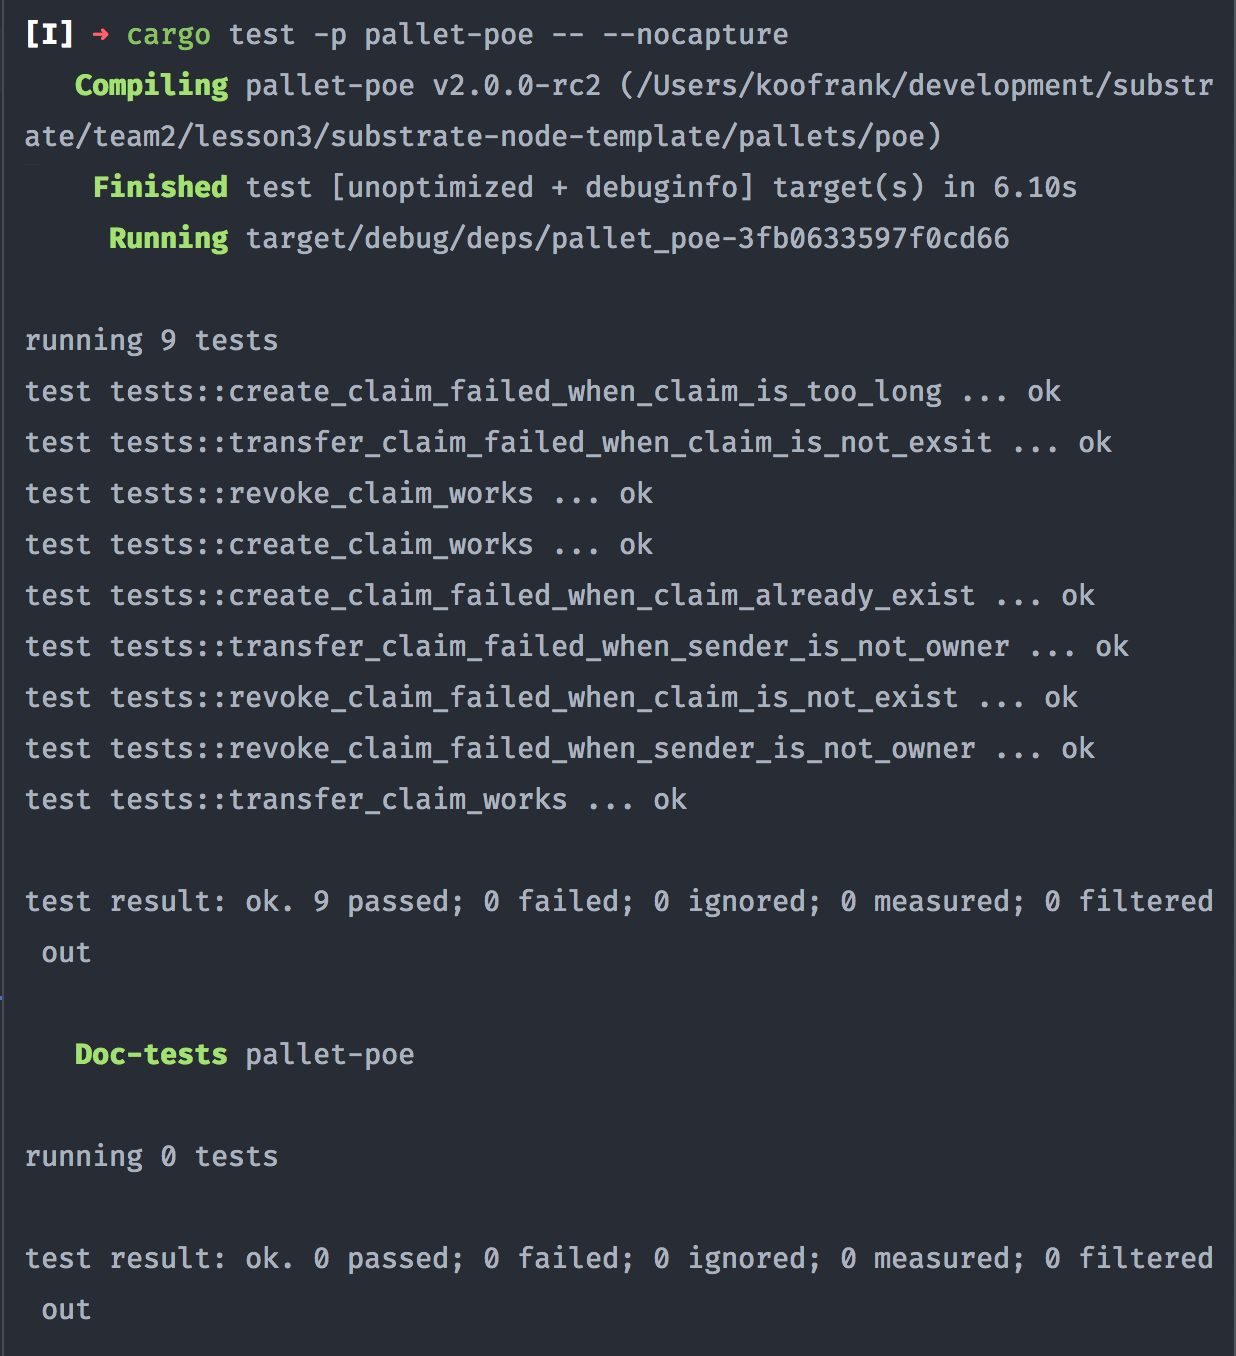 [I] ➜ cargo test -p pallet-poe -- --nocapture
   Compiling pallet-poe v2.0.0-rc2 (/Users/koofrank/development/substr
ate/team2/lesson3/substrate-node-template/pallets/poe)
    Finished test [unoptimized + debuginfo] target(s) in 6.10s
     Running target/debug/deps/pallet_poe-3fb0633597f0cd66

running 9 tests
test tests::create_claim_failed_when_claim_is_too_long ... ok
test tests::transfer_claim_failed_when_claim_is_not_exsit ... ok
test tests::revoke_claim_works ... ok
test tests::create_claim_works ... ok
test tests::create_claim_failed_when_claim_already_exist ... ok
test tests::transfer_claim_failed_when_sender_is_not_owner ... ok
test tests::revoke_claim_failed_when_claim_is_not_exist ... ok
test tests::revoke_claim_failed_when_sender_is_not_owner ... ok
test tests::transfer_claim_works ... ok

test result: ok. 9 passed; 0 failed; 0 ignored; 0 measured; 0 filtered
 out

   Doc-tests pallet-poe

running 0 tests

test result: ok. 0 passed; 0 failed; 0 ignored; 0 measured; 0 filtered
 out